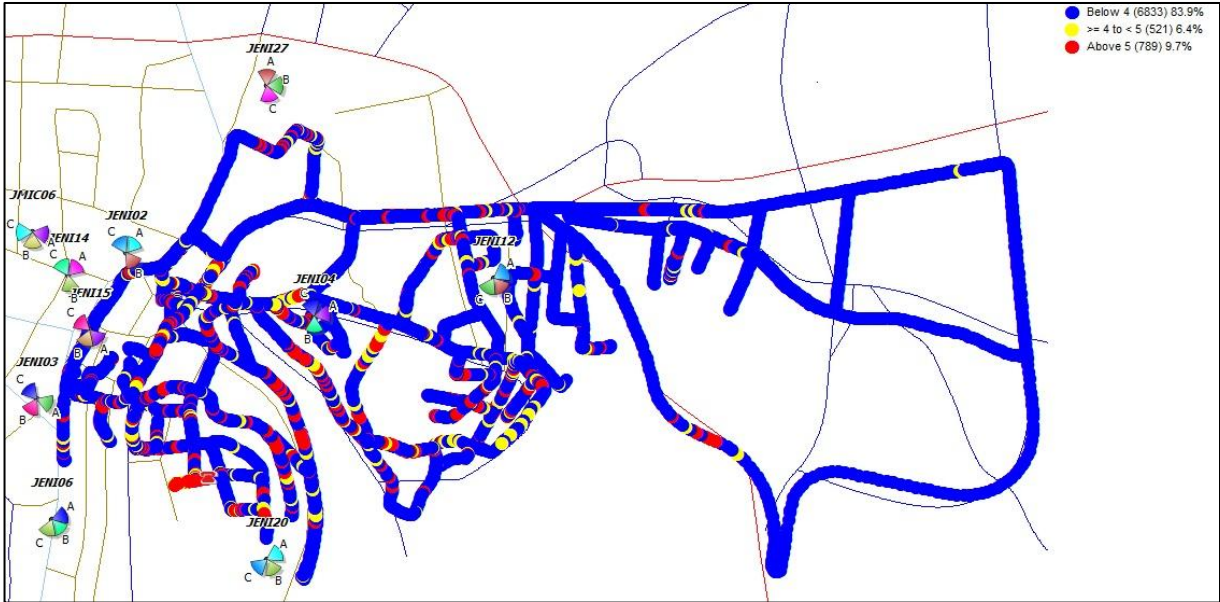 Below 4 (6833) 83.9%
>= 4 to < 5 (521) 6.4%
Above 5 (789) 9.7%
JENI27
A
B
C
JMIC06
C
A
B
JENI02
C
A
B
JENI14
C
A
B
JENI12
A
C
B
JENI15
C
B
A
JENI04
C
A
B
JENI03
C
A
B
JENI06
A
C
B
JENI20
A
C
B